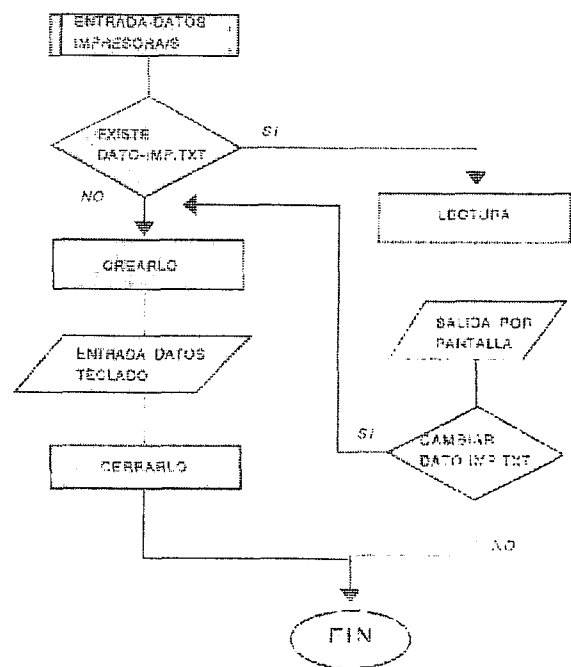 ENTRADA-DATOS
IMPRESORA/S
EXISTE
DATO-IMP.TXT
SI
NO
LECTURA
CREARLO
SALIDA POR
PANTALLA
ENTRADA DATOS
TECLADO
SI
CAMBIAR
DATO-IMP.TXT
CERRARLO
NO
FIN